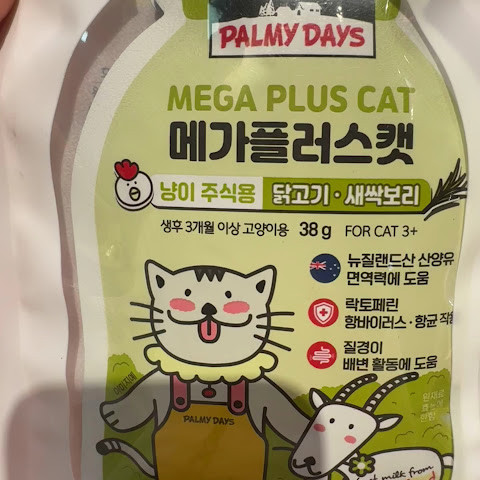 PALMY DAYS
MEGA PLUS CAT
메가플러스캣
냥이 주식용 닭고기·새싹보리
생후 3개월 이상 고양이용 38 g FOR CAT 3+
뉴질랜드산 산양유
면역력에 도움
락토페린
항바이러스·항균 작용
질경이
배변 활동에 도움
PALMY DAYS
milk from